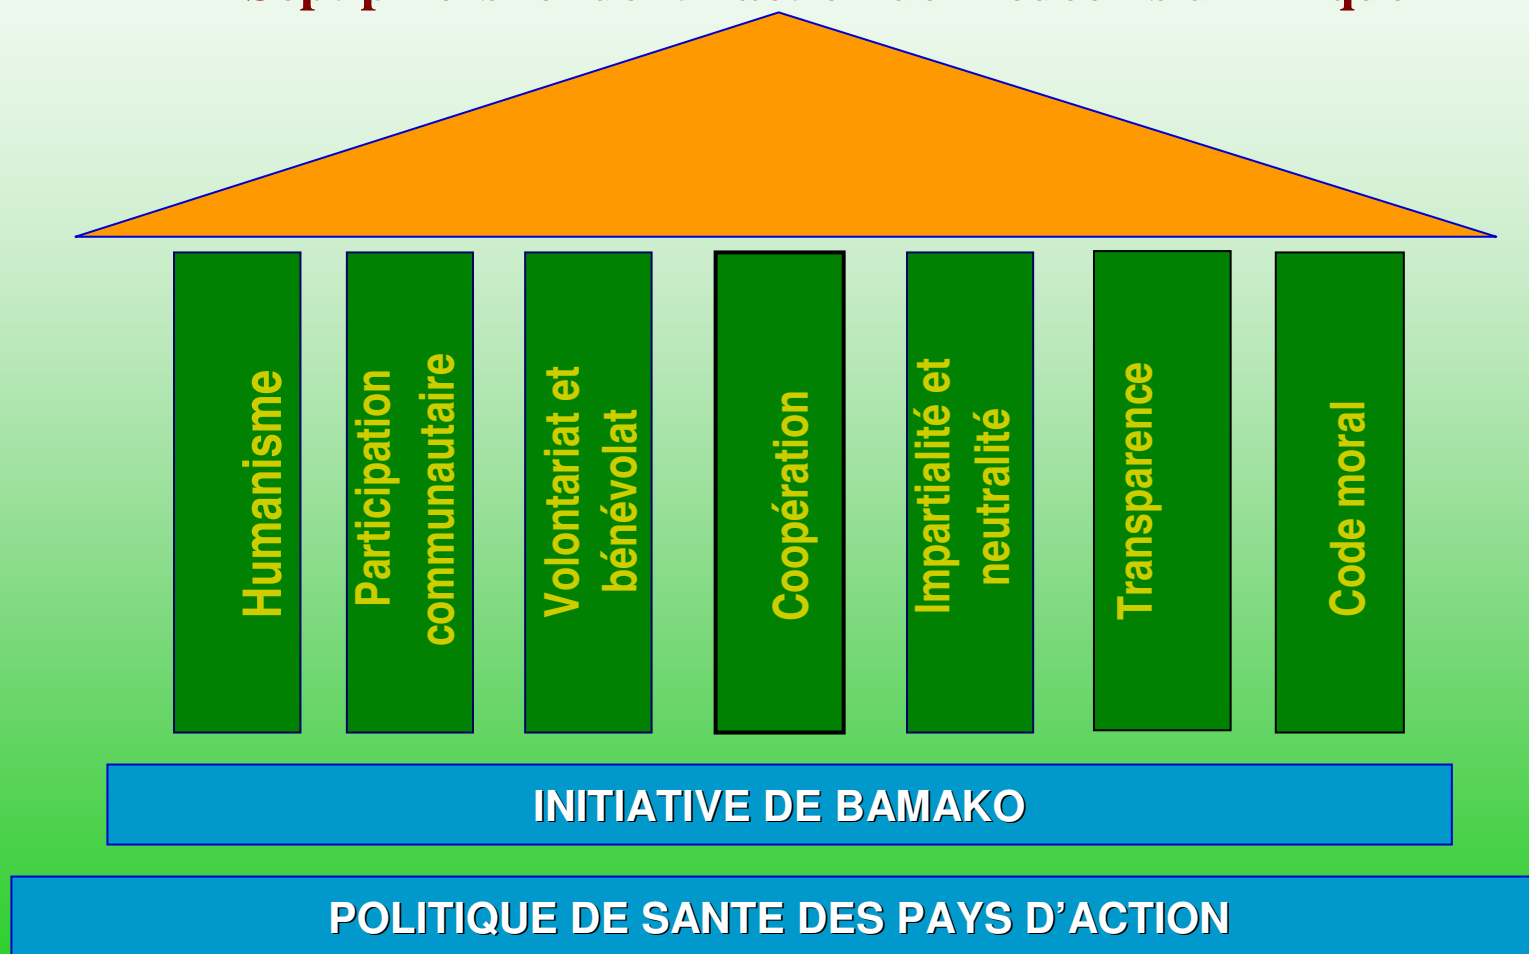 Humanisme
Participation
communautaire
Volontariat et
bénévolat
Coopération
Impartialité et
neutralité
Transparence
Code moral
INITIATIVE DE BAMAKO
POLITIQUE DE SANTE DES PAYS D’ACTION